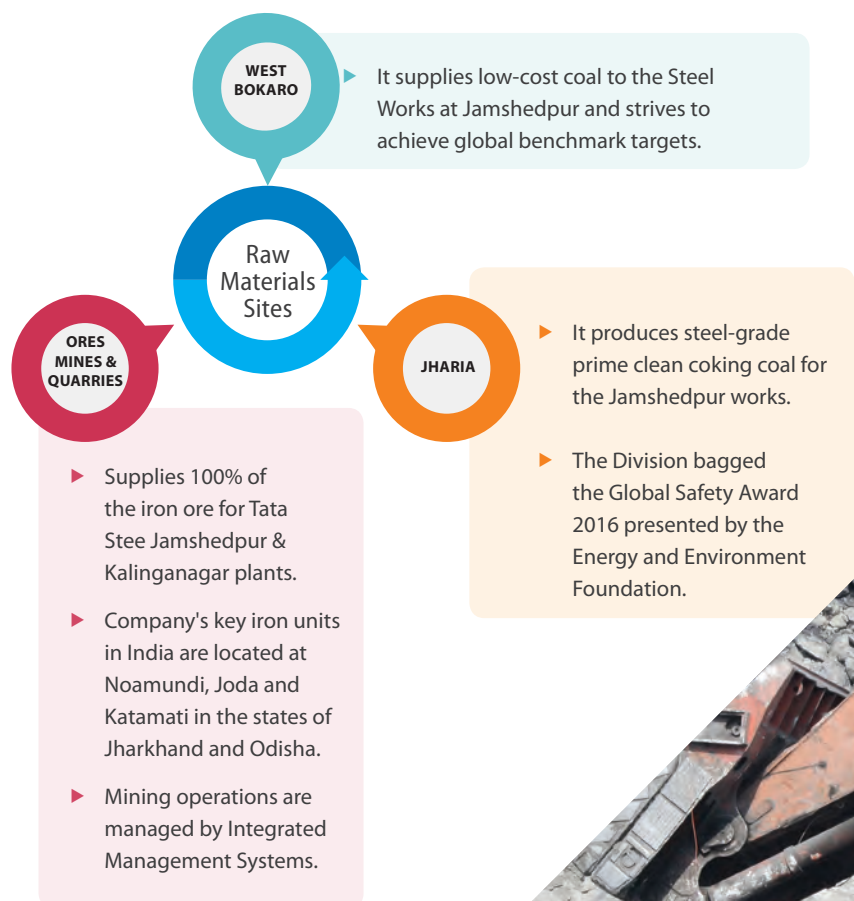 WEST
BOKARO
▶ It supplies low-cost coal to the Steel
Works at Jamshedpur and strives to
achieve global benchmark targets.
Raw
Materials
Sites
ORES
MINES &
QUARRIES
▶ Supplies 100% of
the iron ore for Tata
Stee Jamshedpur &
Kalinganagar plants.
▶ Company's key iron units
in India are located at
Noamundi, Joda and
Katamati in the states of
Jharkhand and Odisha.
▶ Mining operations are
managed by Integrated
Management Systems.
JHARIA
▶ It produces steel-grade
prime clean coking coal for
the Jamshedpur works.
▶ The Division bagged
the Global Safety Award
2016 presented by the
Energy and Environment
Foundation.